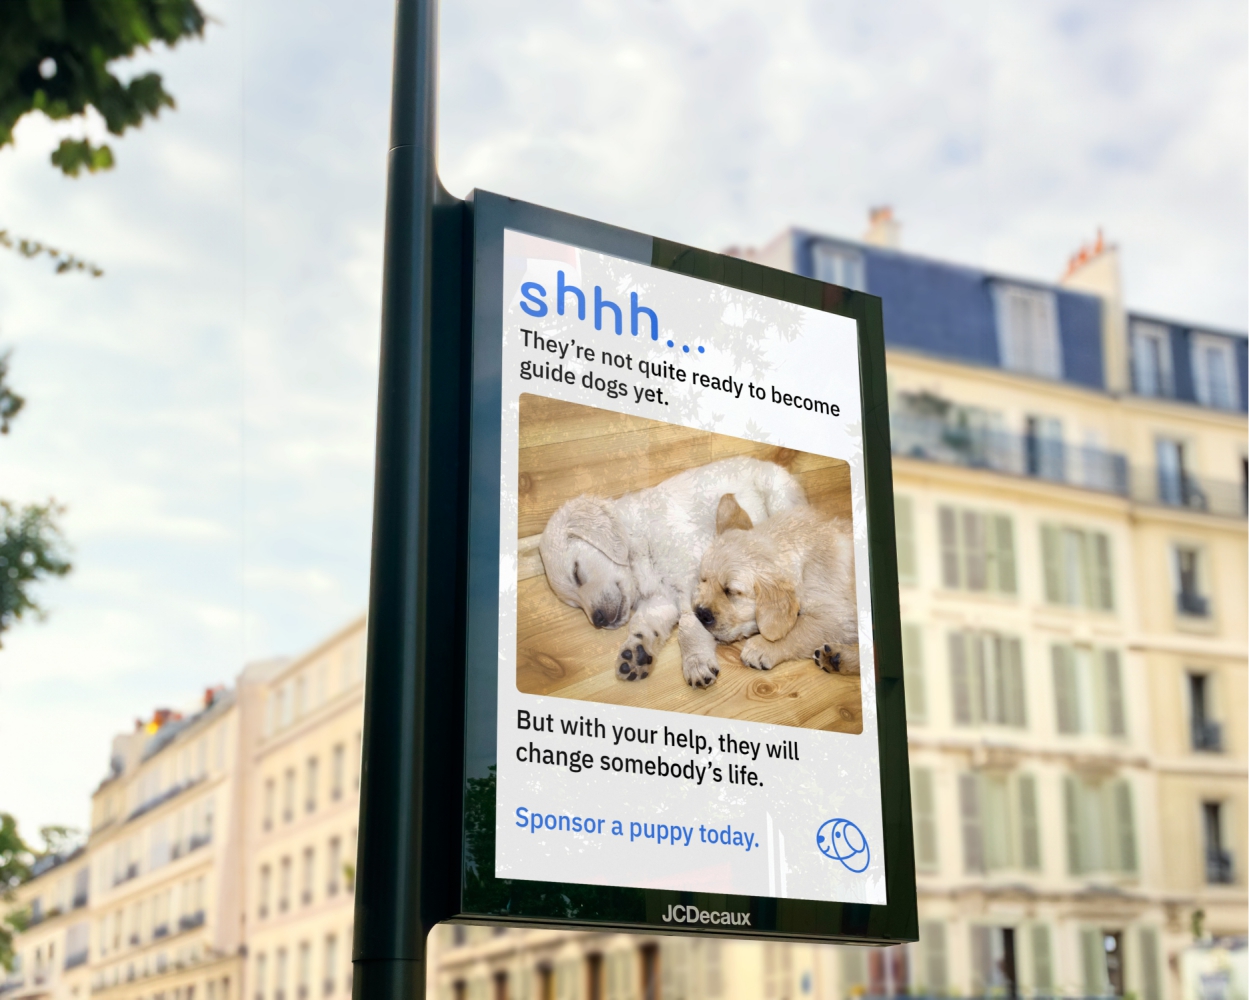 shhh...
They're not quite ready to become
guide dogs yet.
But with your help, they will
change somebody's life.
Sponsor a puppy today.
JCDecaux